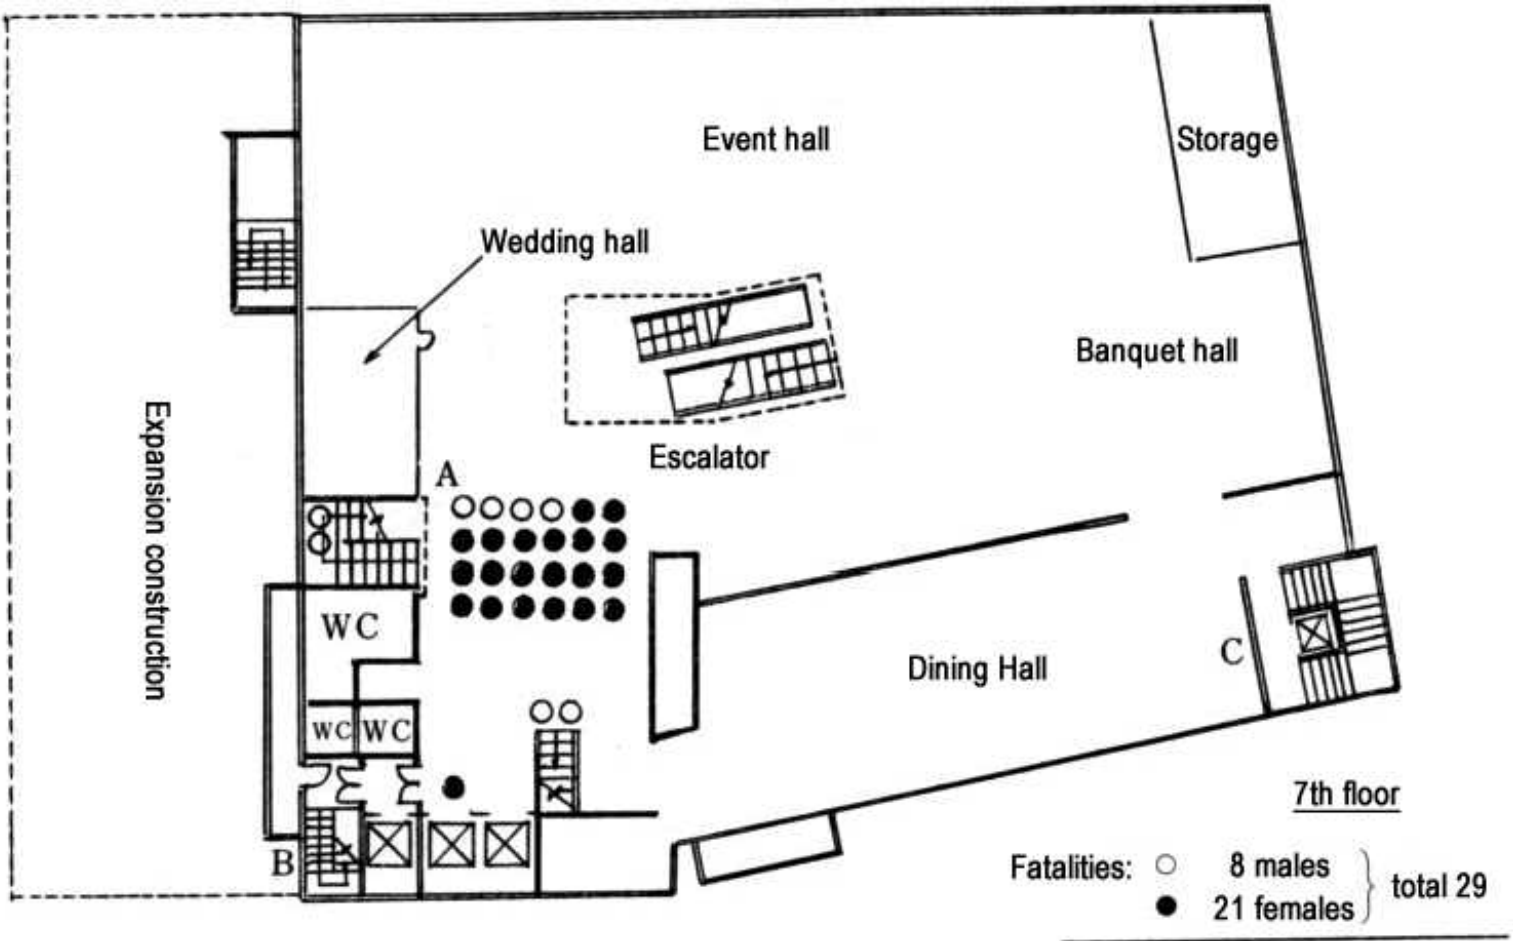 Event hall
Storage
Wedding hall
Banquet hall
Escalator
Expansion construction
A
WC
Dining Hall
C
WC
WC
B
7th floor
Fatalities: 8 males
21 females
total 29